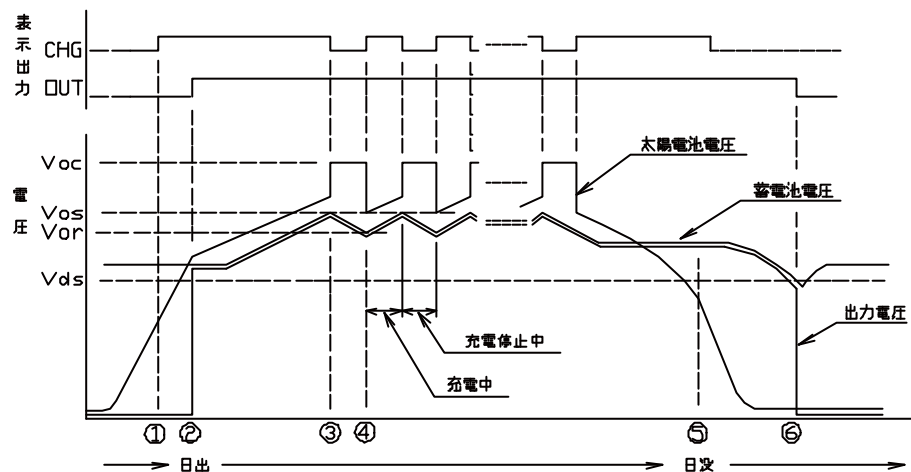 表示出力
CHG
OUT
電圧
Voc
Vos
Vor
Vds
太陽電池電圧
蓄電池電圧
出力電圧
充電停止中
充電中
① ② ③ ④ ⑤ ⑥
日出 日没